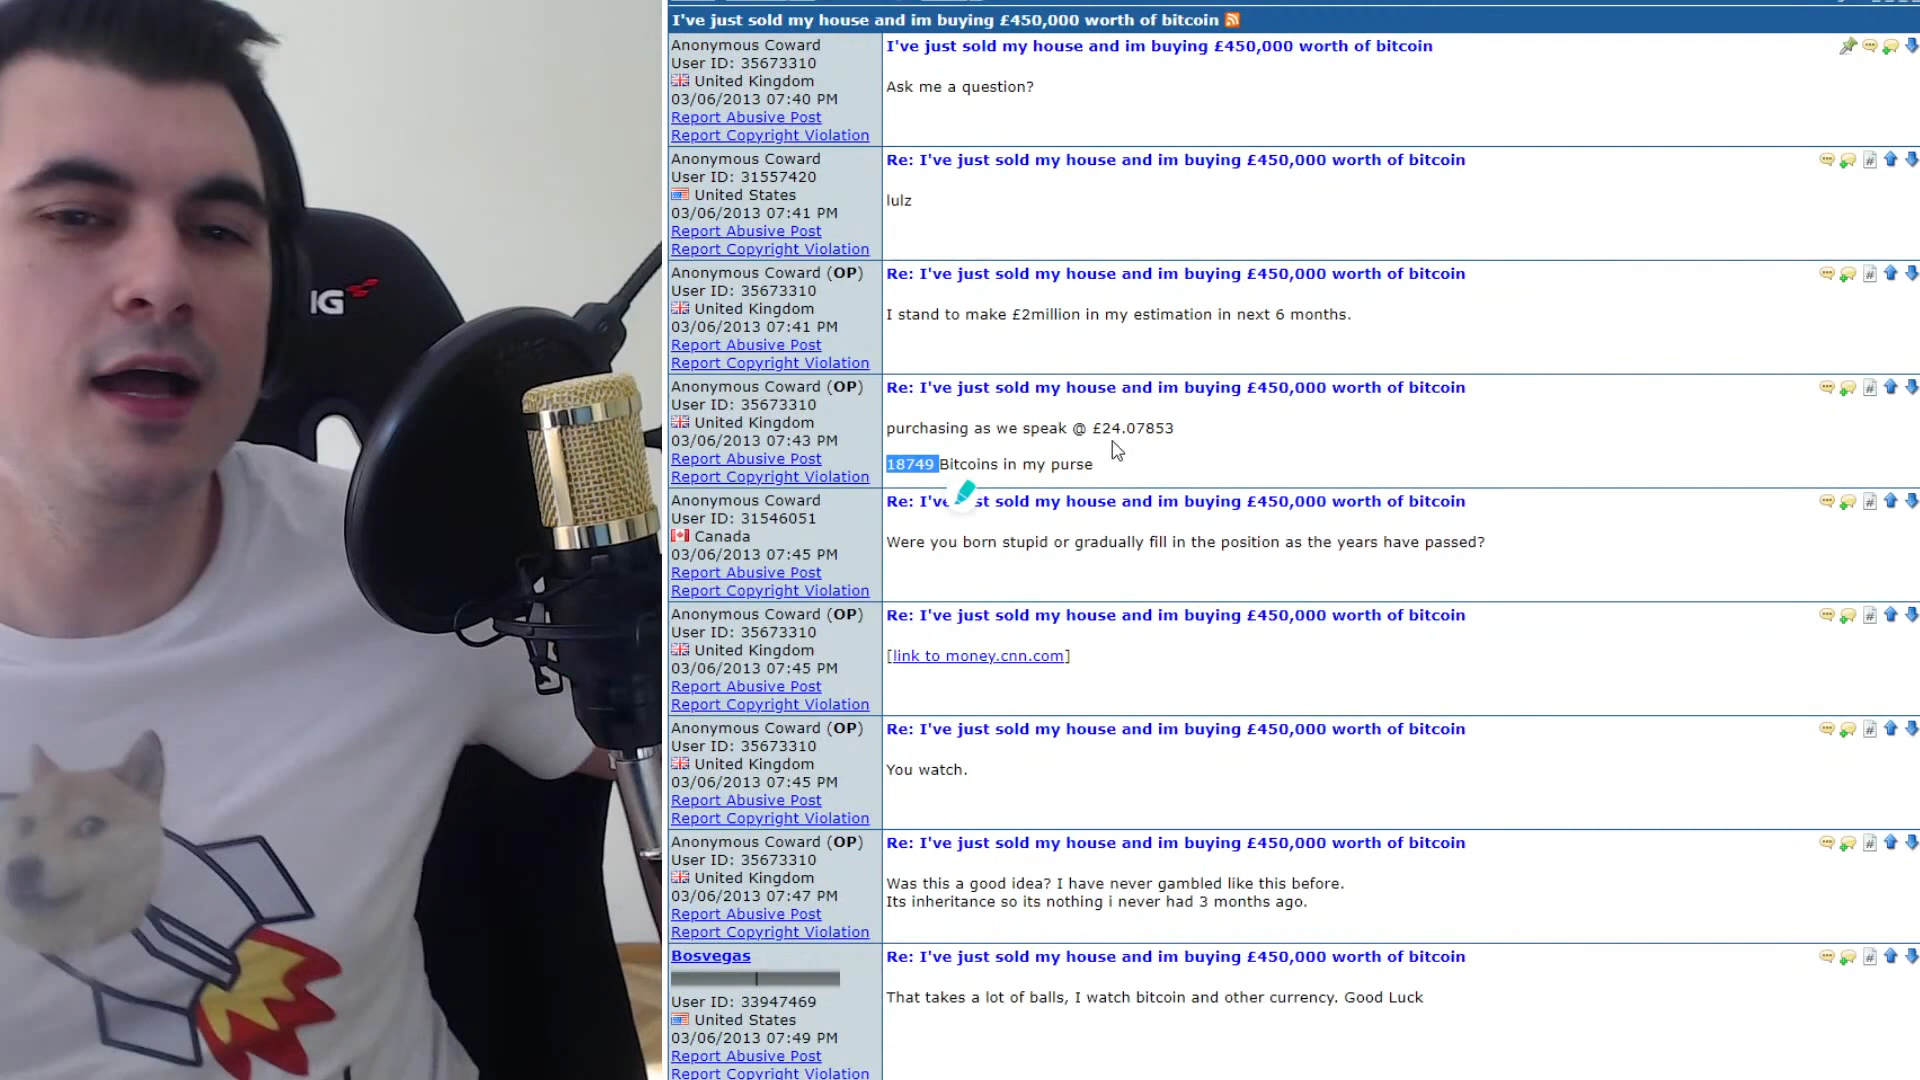 I've just sold my house and im buying £450,000 worth of bitcoin
Anonymous Coward
User ID: 35673310
United Kingdom
03/06/2013 07:40 PM
Report Abusive Post
Report Copyright Violation
I've just sold my house and im buying £450,000 worth of bitcoin
Ask me a question?
Anonymous Coward
User ID: 31557420
United States
03/06/2013 07:41 PM
Report Abusive Post
Report Copyright Violation
Re: I've just sold my house and im buying £450,000 worth of bitcoin
lulz
Anonymous Coward (OP)
User ID: 35673310
United Kingdom
03/06/2013 07:41 PM
Report Abusive Post
Report Copyright Violation
Re: I've just sold my house and im buying £450,000 worth of bitcoin
I stand to make £2million in my estimation in next 6 months.
Anonymous Coward (OP)
User ID: 35673310
United Kingdom
03/06/2013 07:43 PM
Report Abusive Post
Report Copyright Violation
Re: I've just sold my house and im buying £450,000 worth of bitcoin
purchasing as we speak @ £24.07853
18749 Bitcoins in my purse
Anonymous Coward
User ID: 31546051
Canada
03/06/2013 07:45 PM
Report Abusive Post
Report Copyright Violation
Re: I've just sold my house and im buying £450,000 worth of bitcoin
Were you born stupid or gradually fill in the position as the years have passed?
Anonymous Coward (OP)
User ID: 35673310
United Kingdom
03/06/2013 07:45 PM
Report Abusive Post
Report Copyright Violation
Re: I've just sold my house and im buying £450,000 worth of bitcoin
[link to money.cnn.com]
Anonymous Coward (OP)
User ID: 35673310
United Kingdom
03/06/2013 07:45 PM
Report Abusive Post
Report Copyright Violation
Re: I've just sold my house and im buying £450,000 worth of bitcoin
You watch.
Anonymous Coward (OP)
User ID: 35673310
United Kingdom
03/06/2013 07:47 PM
Report Abusive Post
Report Copyright Violation
Re: I've just sold my house and im buying £450,000 worth of bitcoin
Was this a good idea? I have never gambled like this before.
Its inheritance so its nothing i never had 3 months ago.
Bosvegas
User ID: 33947469
United States
03/06/2013 07:49 PM
Report Abusive Post
Report Copyright Violation
Re: I've just sold my house and im buying £450,000 worth of bitcoin
That takes a lot of balls, I watch bitcoin and other currency. Good Luck